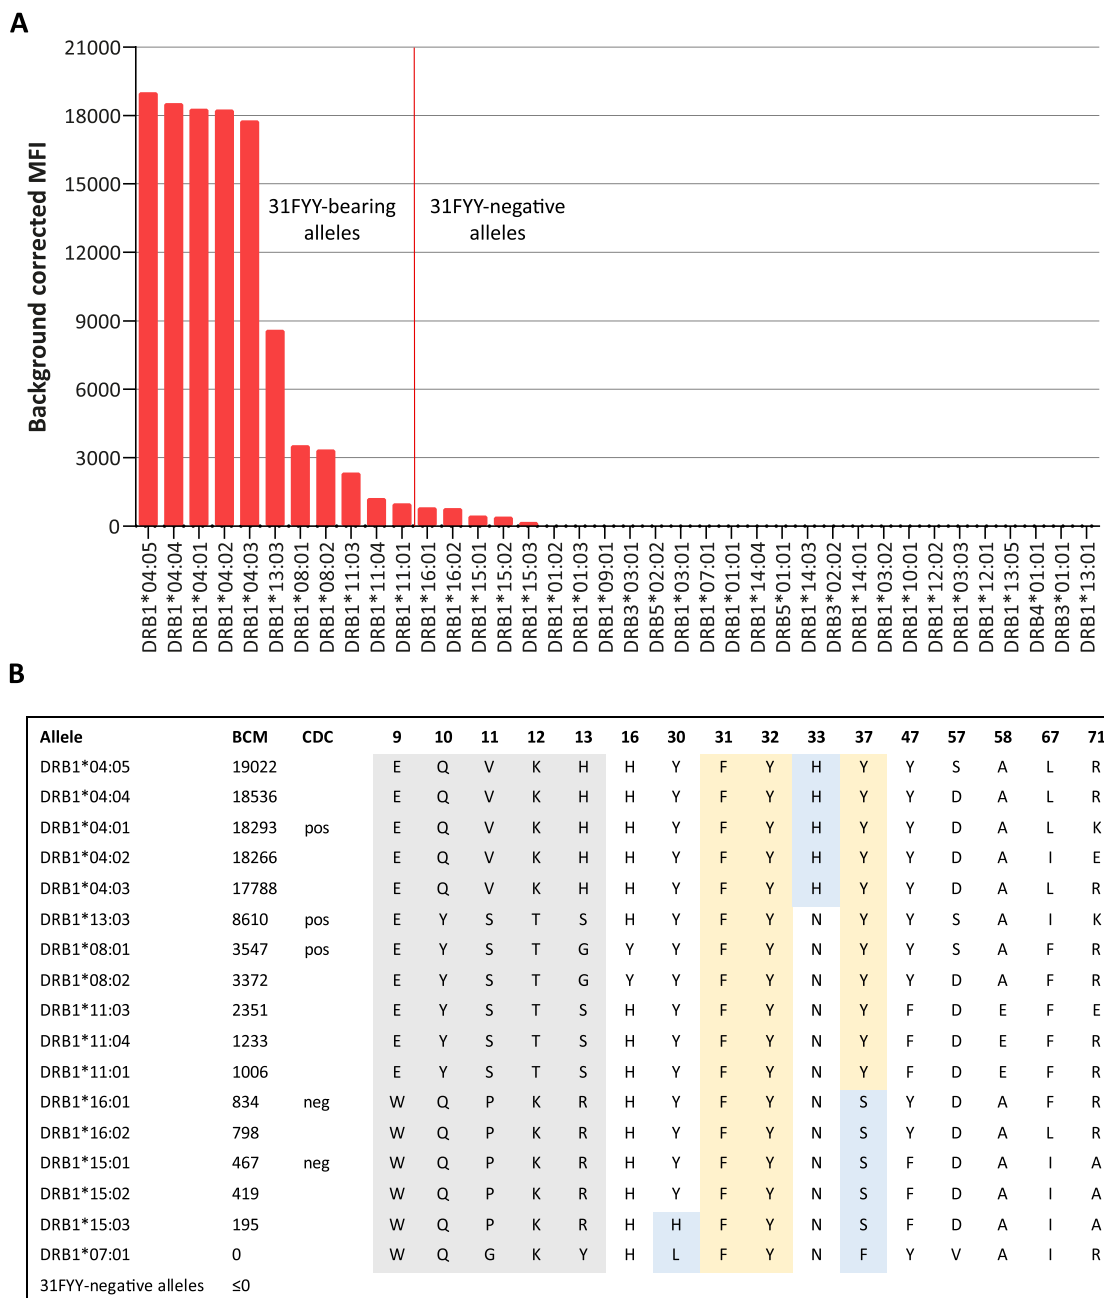 A
21000
18000
15000
12000
9000
6000
3000
0
Background corrected MFI
31FYY-bearing
alleles
31FYY-negative
alleles
DRB1*04:05
DRB1*04:04
DRB1*04:01
DRB1*04:02
DRB1*04:03
DRB1*13:03
DRB1*08:01
DRB1*08:02
DRB1*11:03
DRB1*11:04
DRB1*11:01
DRB1*16:01
DRB1*16:02
DRB1*15:01
DRB1*15:02
DRB1*15:03
DRB1*01:02
DRB1*01:03
DRB1*09:01
DRB3*03:01
DRB5*02:02
DRB1*03:01
DRB1*07:01
DRB1*01:01
DRB1*14:04
DRB5*01:01
DRB1*14:03
DRB3*02:02
DRB1*14:01
DRB1*03:02
DRB1*10:01
DRB1*12:02
DRB1*03:03
DRB1*12:01
DRB1*13:05
DRB4*01:01
DRB3*01:01
DRB1*13:01
B
Allele BCM CDC 9 10 11 12 13 16 30 31 32 33 37 47 57 58 67 71
DRB1*04:05 19022 E Q V K H H Y F Y H Y Y S A L R
DRB1*04:04 18536 E Q V K H H Y F Y H Y Y D A L R
DRB1*04:01 18293 pos E Q V K H H Y F Y H Y Y D A L K
DRB1*04:02 18266 E Q V K H H Y F Y H Y Y D A I E
DRB1*04:03 17788 E Q V K H H Y F Y H Y Y D A L R
DRB1*13:03 8610 pos E Y S T S H Y F Y N Y Y S A I K
DRB1*08:01 3547 pos E Y S T G Y Y F Y N Y Y S A F R
DRB1*08:02 3372 E Y S T G Y Y F Y N Y Y D A F R
DRB1*11:03 2351 E Y S T S H Y F Y N Y F D E F E
DRB1*11:04 1233 E Y S T S H Y F Y N Y F D E F R
DRB1*11:01 1006 E Y S T S H Y F Y N Y F D E F R
DRB1*16:01 834 neg W Q P K R H Y F Y N S Y D A F R
DRB1*16:02 798 W Q P K R H Y F Y N S Y D A L R
DRB1*15:01 467 neg W Q P K R H Y F Y N S F D A I A
DRB1*15:02 419 W Q P K R H Y F Y N S F D A I A
DRB1*15:03 195 W Q P K R H H F Y N S F D A I A
DRB1*07:01 0 W Q G K Y H L F Y N F Y V A I R
31FYY-negative alleles ≤0